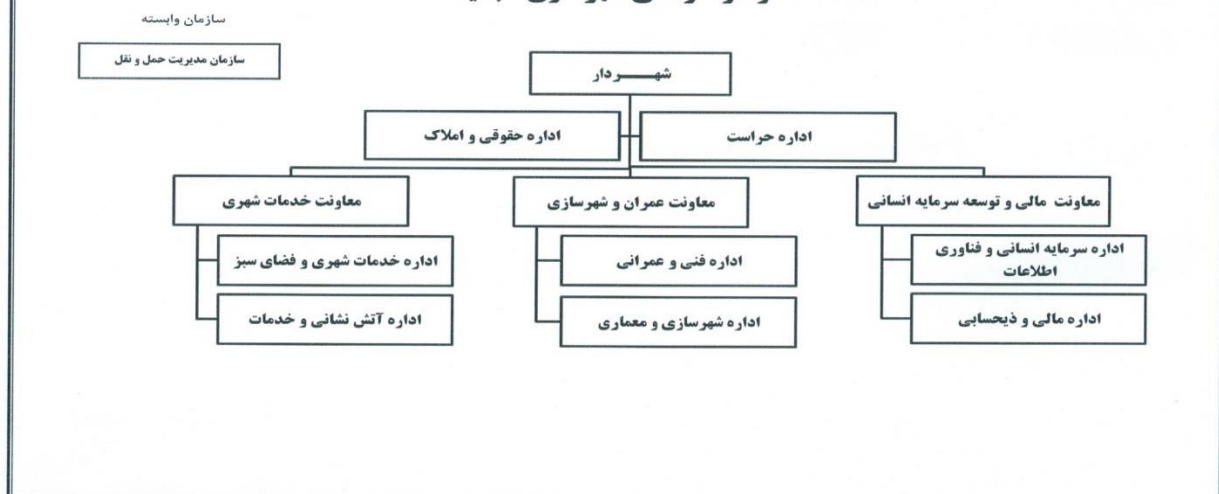 سازمان وابسته
سازمان مدیریت حمل و نقل
شهـــــردار
اداره حراست
اداره حقوقی و املاک
معاونت مالی و توسعه سرمایه انسانی
معاونت عمران و شهرسازی
معاونت خدمات شهری
اداره سرمایه انسانی و فناوری
اطلاعات
اداره فنی و عمرانی
اداره خدمات شهری و فضای سبز
اداره مالی و ذیحسابی
اداره شهرسازی و معماری
اداره آتش نشانی و خدمات